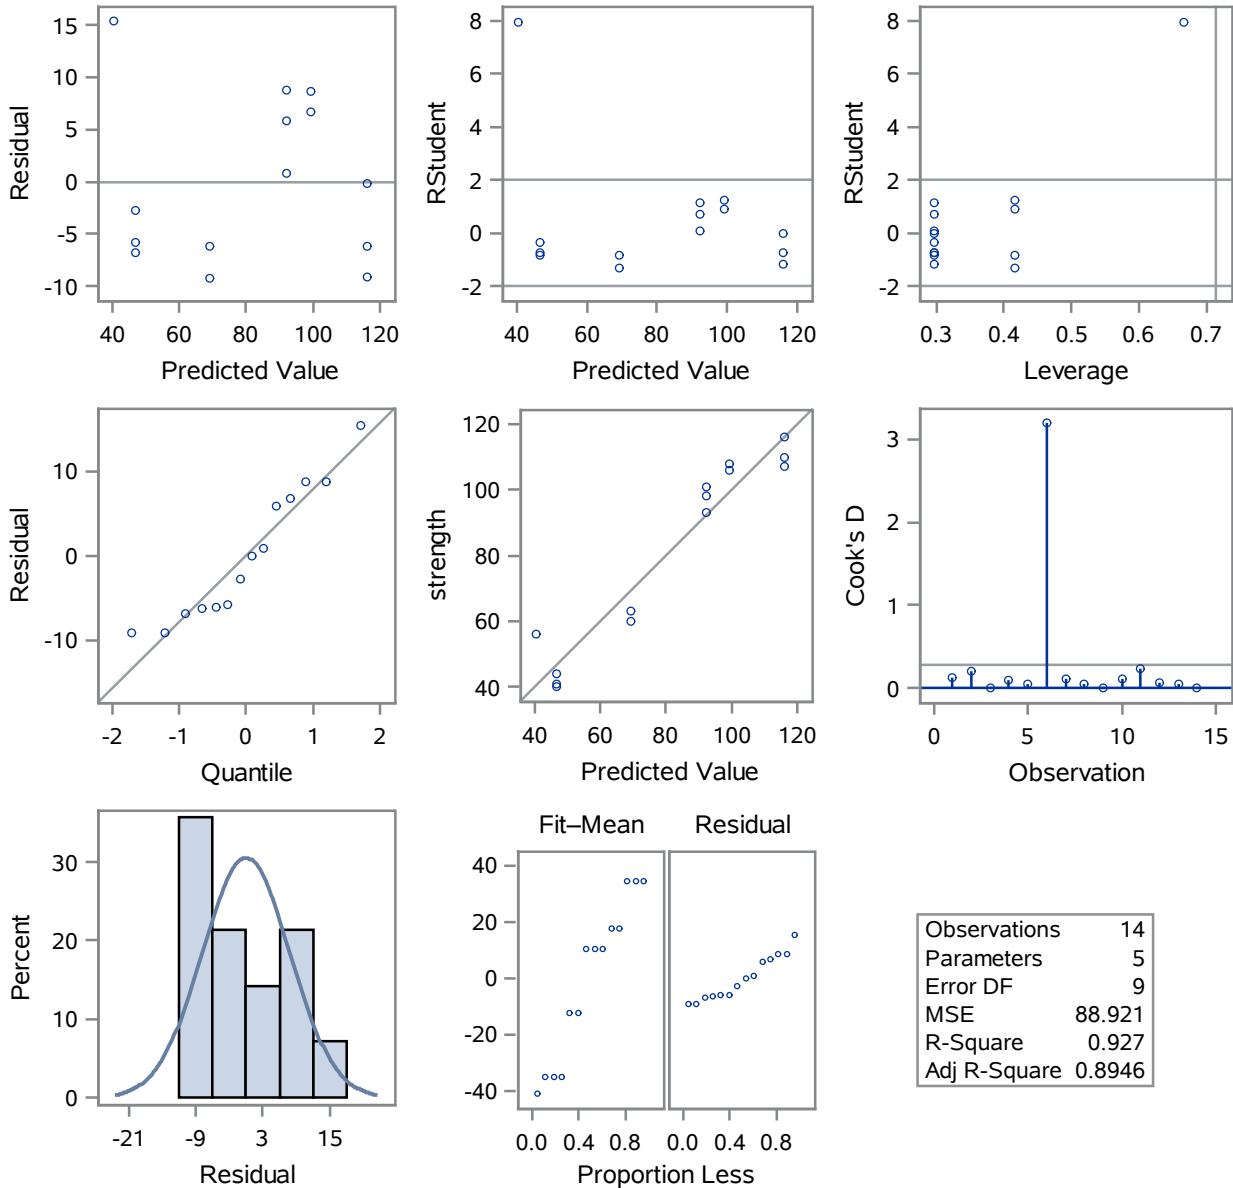 15
10
5
0
-5
-10
Residual
40 60 80 100 120
Predicted Value
8
6
4
2
0
-2
RStudent
40 60 80 100 120
Predicted Value
8
6
4
2
0
-2
RStudent
0.3 0.4 0.5 0.6 0.7
Leverage
10
0
-10
Residual
-2 -1 0 1 2
Quantile
120
100
80
60
40
strength
40 60 80 100 120
Predicted Value
3
2
1
0
Cook's D
0 5 10 15
Observation
30
20
10
0
Percent
-21 -9 3 15
Residual
Fit–Mean Residual
40
20
0
-20
-40
0.0 0.4 0.8 0.0 0.4 0.8
Proportion Less
Observations 14
Parameters 5
Error DF 9
MSE 88.921
R-Square 0.927
Adj R-Square 0.8946